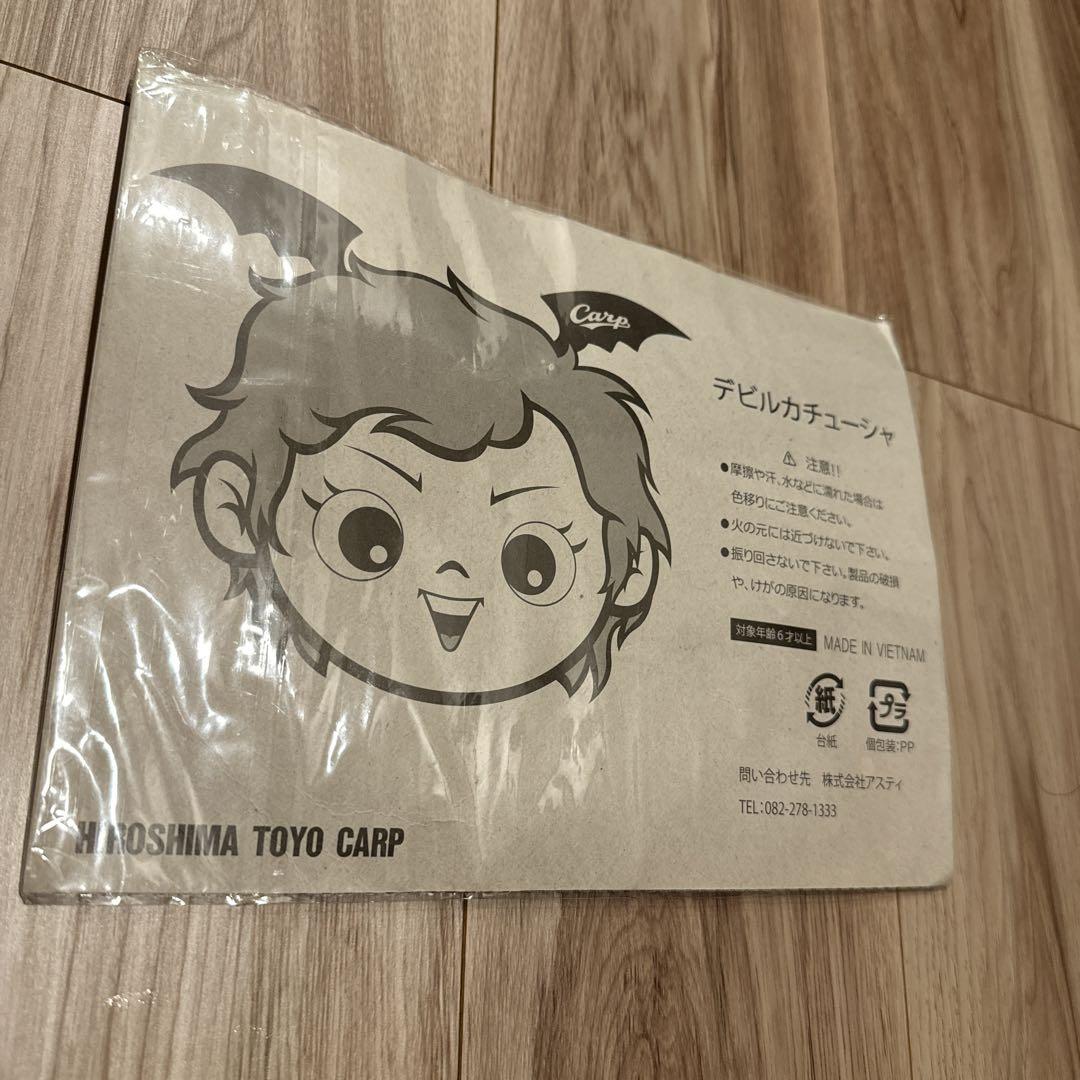 Carp
デビルカチューシャ
⚠ 注意!!
●摩擦や汗、水などに濡れた場合は
色移りにご注意ください。
●火の元には近づけないで下さい。
●振り回さないで下さい。製品の破損
や、けがの原因になります。
対象年齢6才以上 MADE IN VIETNAM
紙 プラ
台紙 個包装:PP
問い合わせ先 株式会社アスティ
TEL:082-278-1333
HIROSHIMA TOYO CARP